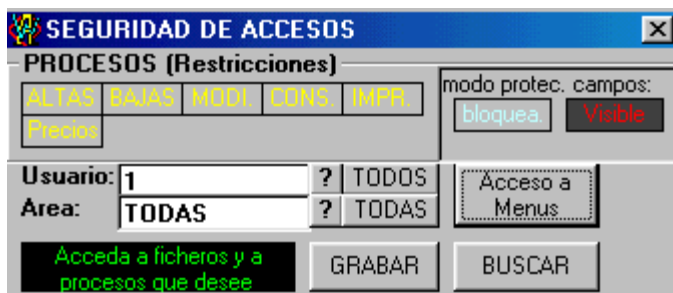 SEGURIDAD DE ACCESOS
PROCESOS (Restricciones)
ALTAS BAJAS MODI. CONS. IMPR.
Precios
modo protec. campos:
bloquea. Visible
Usuario: 1 ? TODOS
Area: TODAS ? TODAS
Acceso a
Menus
Acceda a ficheros y a
procesos que desee
GRABAR
BUSCAR